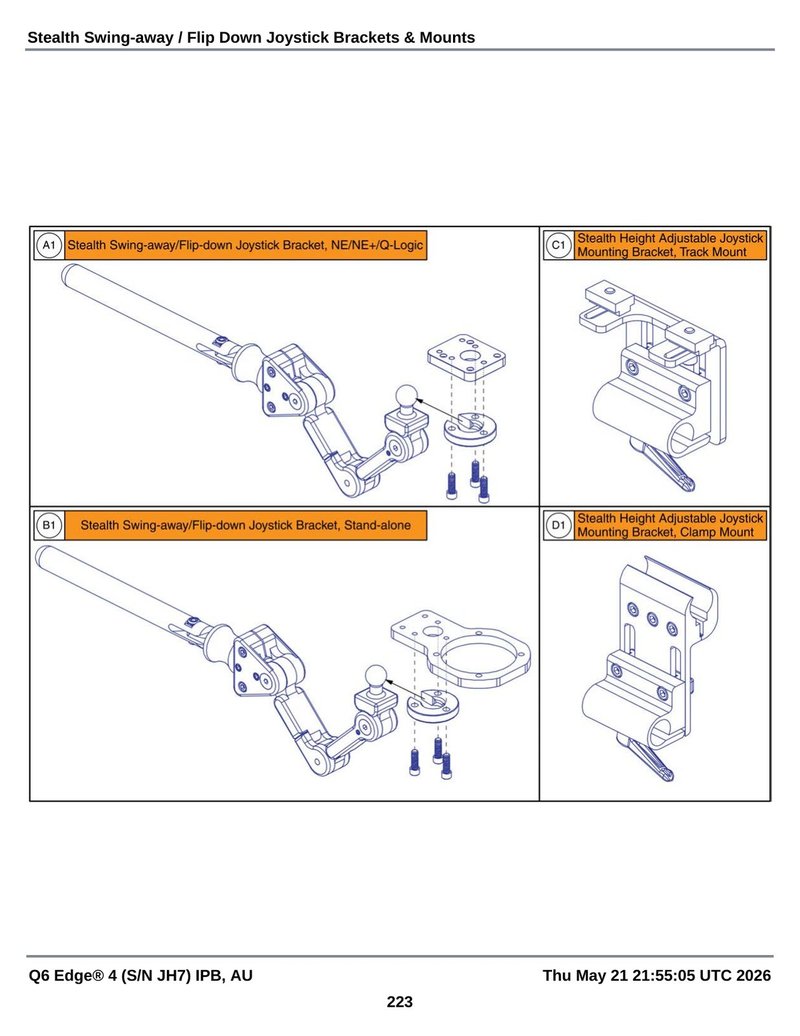 Stealth Swing-away / Flip Down Joystick Brackets & Mounts
A1 Stealth Swing-away/Flip-down Joystick Bracket, NE/NE+/Q-Logic
C1 Stealth Height Adjustable Joystick
Mounting Bracket, Track Mount
B1 Stealth Swing-away/Flip-down Joystick Bracket, Stand-alone
D1 Stealth Height Adjustable Joystick
Mounting Bracket, Clamp Mount
Q6 Edge® 4 (S/N JH7) IPB, AU
Thu May 21 21:55:05 UTC 2026
223